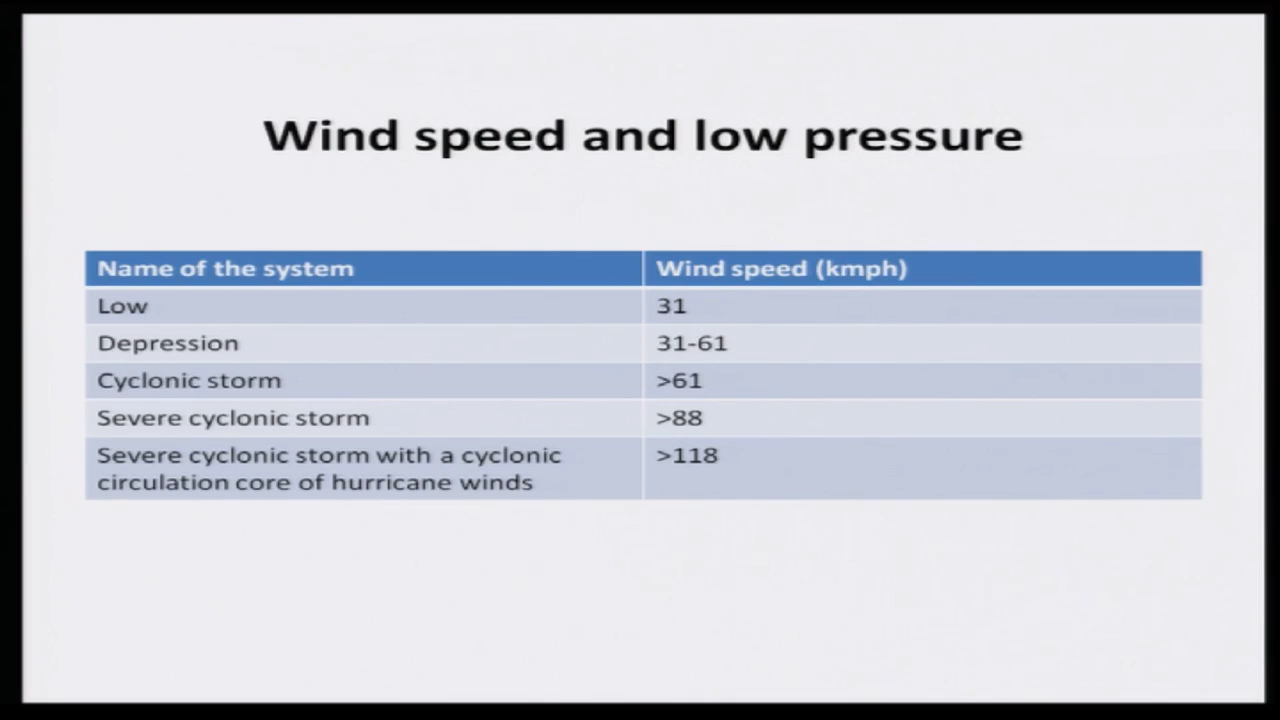 Wind speed and low pressure
Name of the system Wind speed (kmph)
Low 31
Depression 31-61
Cyclonic storm >61
Severe cyclonic storm >88
Severe cyclonic storm with a cyclonic >118
circulation core of hurricane winds